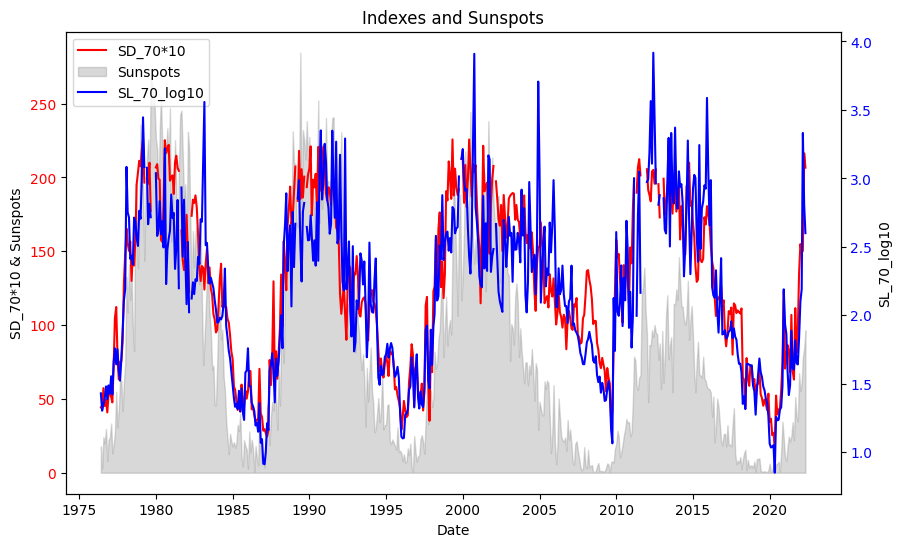 Indexes and Sunspots
SD_70*10
Sunspots
SL_70_log10
SD_70*10 & Sunspots
250
200
150
100
50
0
4.0
3.5
3.0
2.5
2.0
1.5
1.0
SL_70_log10
1975 1980 1985 1990 1995 2000 2005 2010 2015 2020
Date